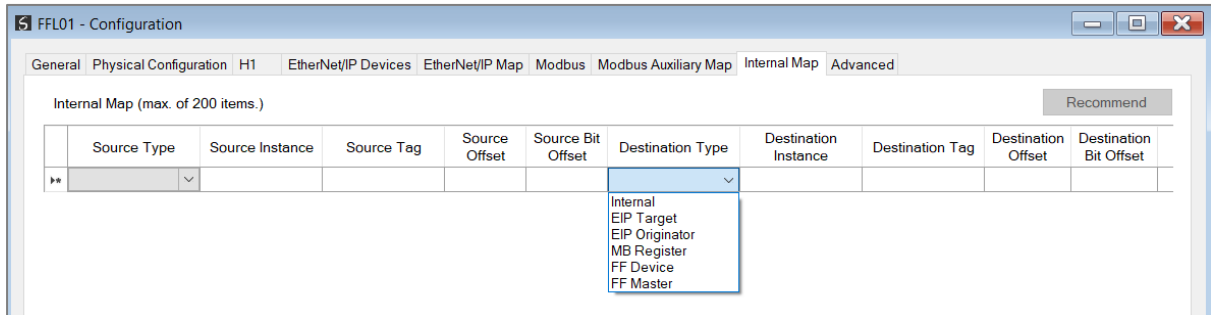 FFL01 - Configuration
General Physical Configuration H1 EtherNet/IP Devices EtherNet/IP Map Modbus Modbus Auxiliary Map Internal Map Advanced
Internal Map (max. of 200 items.) Recommend
Source Type Source Instance Source Tag Source Offset Source Bit Offset Destination Type Destination Instance Destination Tag Destination Offset Destination Bit Offset
Internal
EIP Target
EIP Originator
MB Register
FF Device
FF Master